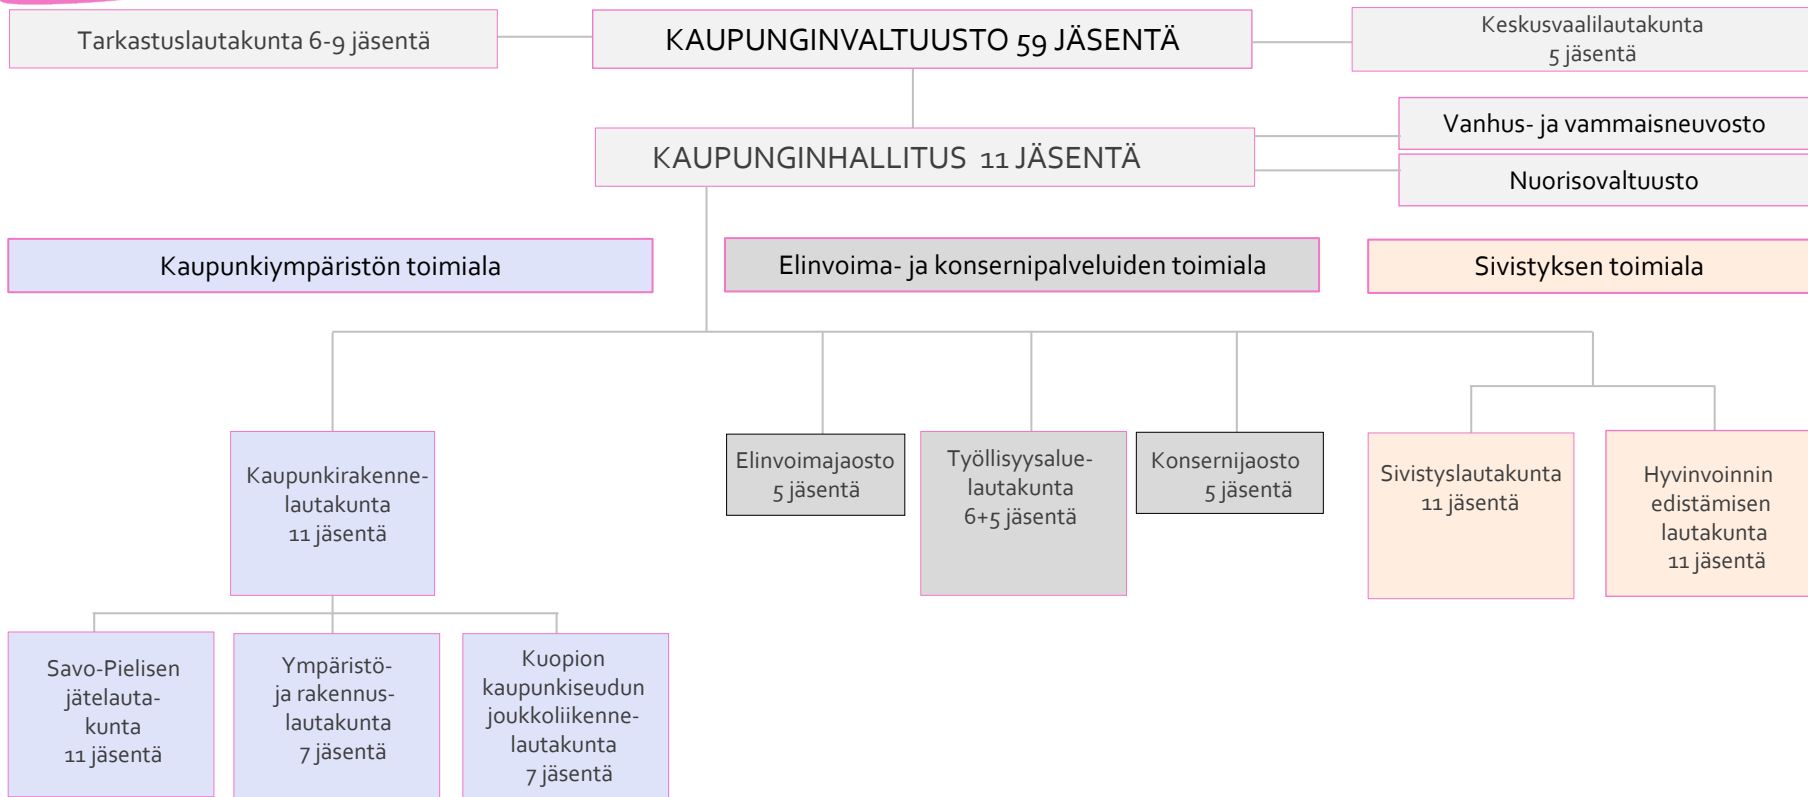 Tarkastuslautakunta 6-9 jäsentä
KAUPUNGINVALTUUSTO 59 JÄSENTÄ
Keskusvaalilautakunta
5 jäsentä
KAUPUNGINHALLITUS 11 JÄSENTÄ
Vanhus- ja vammaisneuvosto
Nuorisovaltuusto
Kaupunkiympäristön toimiala
Elinvoima- ja konsernipalveluiden toimiala
Sivistyksen toimiala
Kaupunkirakenne-
lautakunta
11 jäsentä
Elinvoimajaosto
5 jäsentä
Työllisyysalue-
lautakunta
6+5 jäsentä
Konsernijaosto
5 jäsentä
Sivistyslautakunta
11 jäsentä
Hyvinvoinnin
edistämisen
lautakunta
11 jäsentä
Savo-Pielisen
jätelauta-
kunta
11 jäsentä
Ympäristö-
ja rakennus-
lautakunta
7 jäsentä
Kuopion
kaupunkiseudun
joukkoliikenne-
lautakunta
7 jäsentä